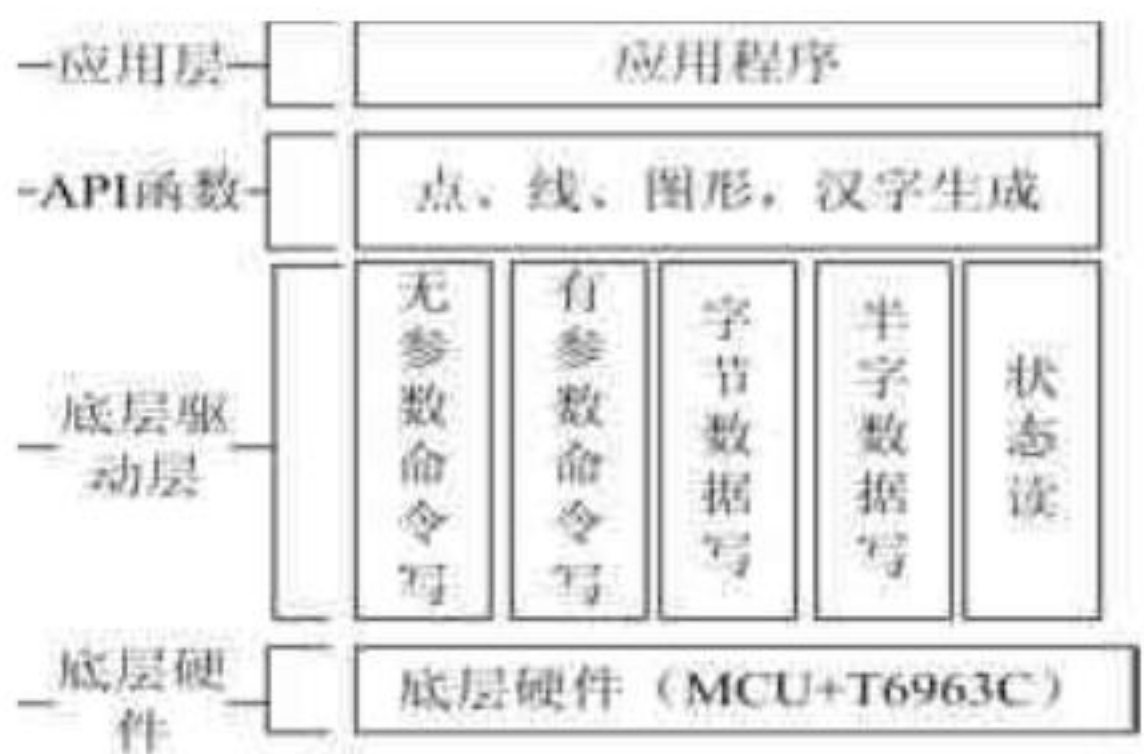 应用层
应用程序
API函数
点、线、图形，汉字生成
底层驱
动层
无参数命令写
有参数命令写
字节数据写
半字数据写
状态读
底层硬
件
底层硬件（MCU+T6963C）